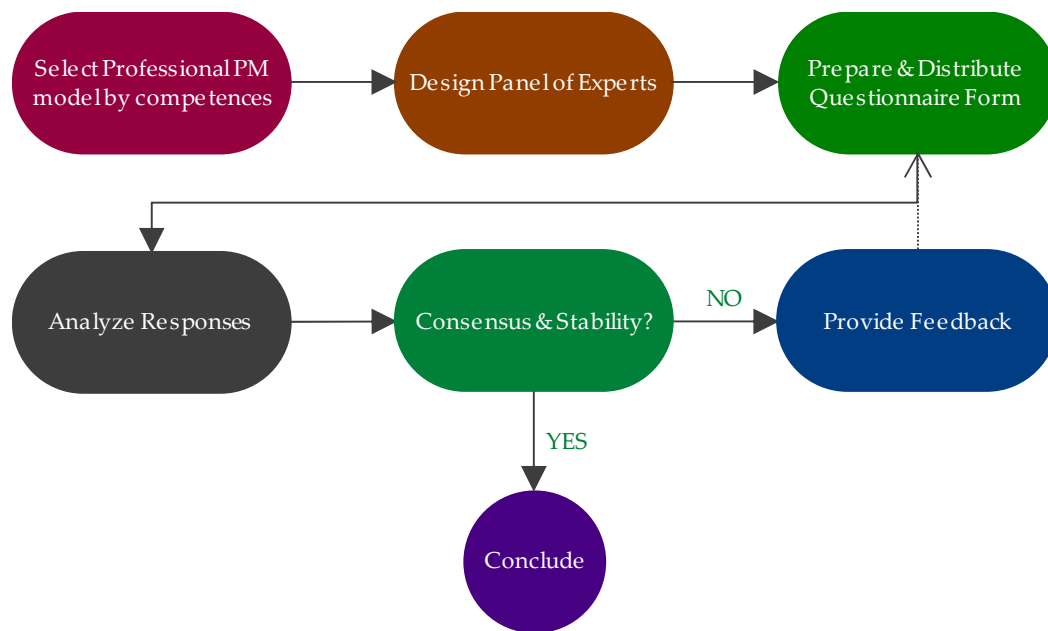 Select Professional PM
model by competences
Design Panel of Experts
Prepare & Distribute
Questionnaire Form
Analyze Responses
Consensus & Stability?
NO
Provide Feedback
YES
Conclude